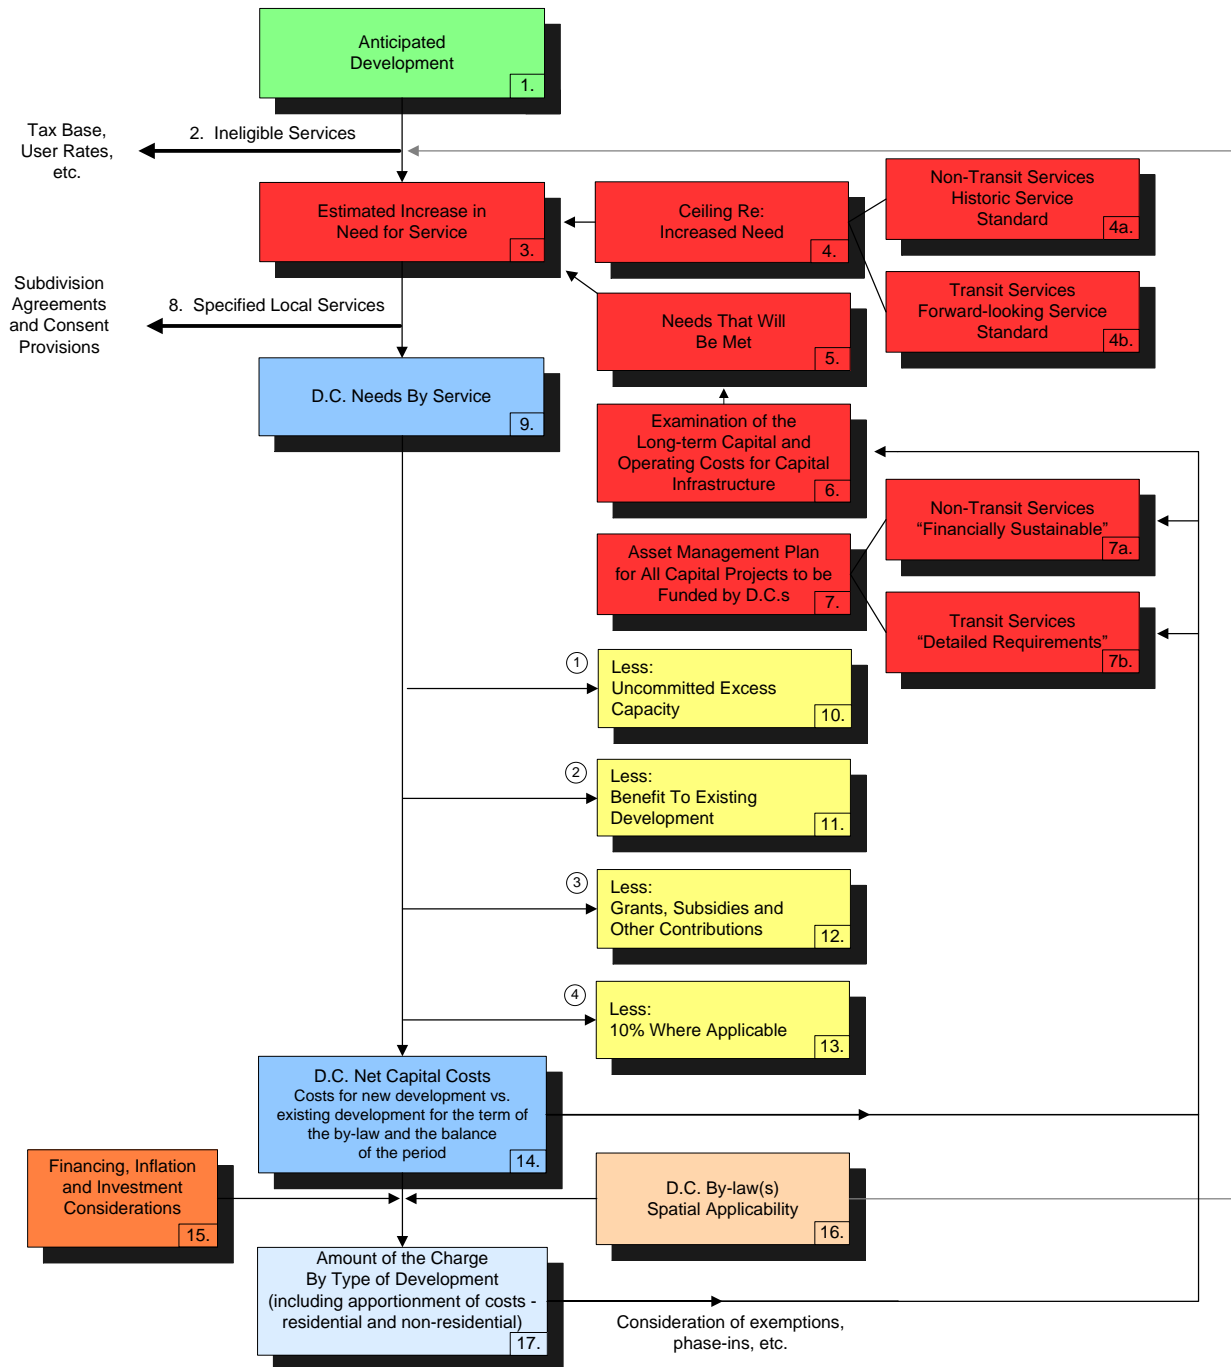 Anticipated
Development
1.
Tax Base,
User Rates,
etc.
2. Ineligible Services
Estimated Increase in
Need for Service
3.
Ceiling Re:
Increased Need
4.
Non-Transit Services
Historic Service
Standard
4a.
Transit Services
Forward-looking Service
Standard
4b.
Subdivision
Agreements
and Consent
Provisions
8. Specified Local Services
Needs That Will
Be Met
5.
D.C. Needs By Service
9.
Examination of the
Long-term Capital and
Operating Costs for Capital
Infrastructure
6.
Non-Transit Services
“Financially Sustainable”
7a.
Asset Management Plan
for All Capital Projects to be
Funded by D.C.s
7.
Transit Services
“Detailed Requirements”
7b.
1
Less:
Uncommitted Excess
Capacity
10.
2
Less:
Benefit To Existing
Development
11.
3
Less:
Grants, Subsidies and
Other Contributions
12.
4
Less:
10% Where Applicable
13.
D.C. Net Capital Costs
Costs for new development vs.
existing development for the term of
the by-law and the balance
of the period
14.
Financing, Inflation
and Investment
Considerations
15.
D.C. By-law(s)
Spatial Applicability
16.
Amount of the Charge
By Type of Development
(including apportionment of costs -
residential and non-residential)
17.
Consideration of exemptions,
phase-ins, etc.